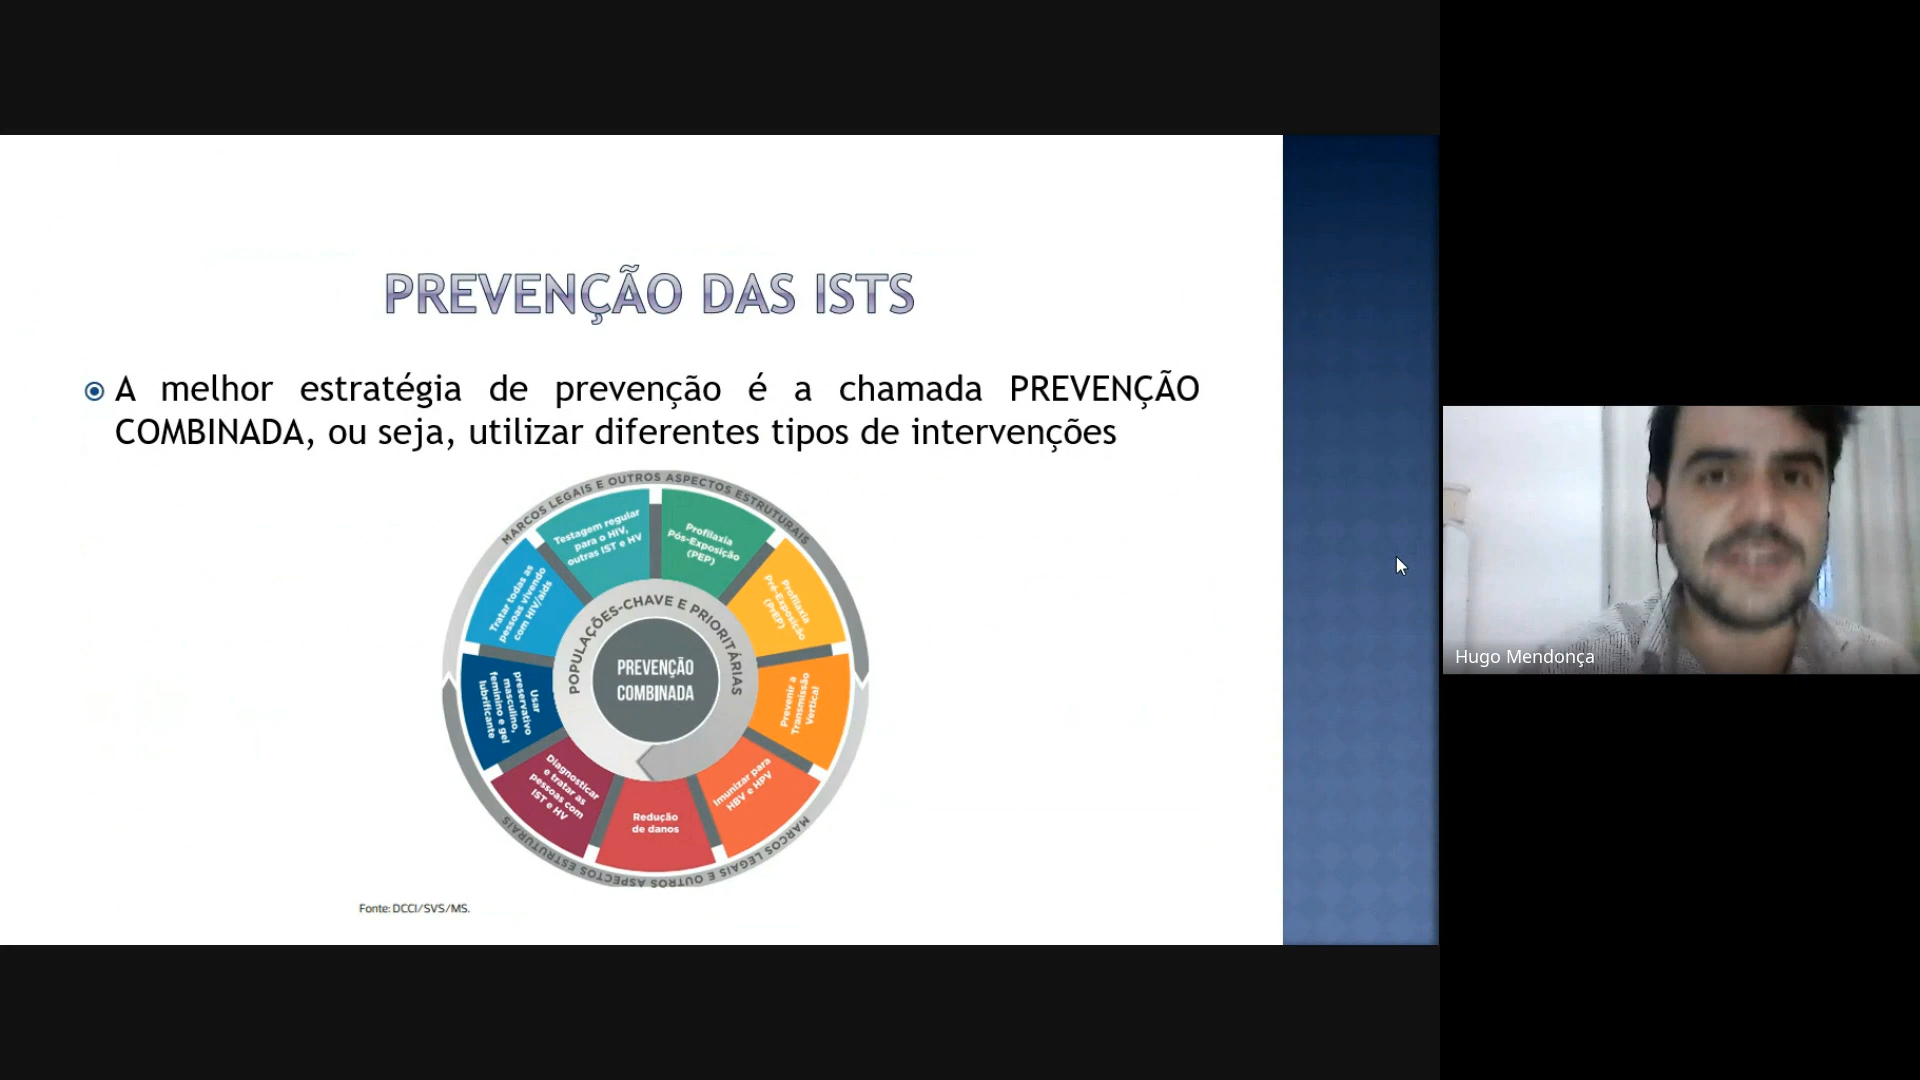 PREVENÇÃO DAS ISTS
A melhor estratégia de prevenção é a chamada PREVENÇÃO
COMBINADA, ou seja, utilizar diferentes tipos de intervenções
MARCOS LEGAIS E OUTROS ASPECTOS ESTRUTURAIS
Testagem regular
para o HIV,
outras IST e HV
Profilaxia
Pós-Exposição
(PEP)
Profilaxia
Pré-Exposição
(PrEP)
Prevenir a
Transmissão
Vertical
Imunizar para
HBV e HPV
Redução
de danos
Diagnosticar
e tratar as
pessoas com
IST e HV
Usar
preservativo
masculino,
feminino e gel
lubrificante
Tratar todas as
pessoas vivendo
com HIV/aids
POPULAÇÕES-CHAVE E PRIORITÁRIAS
PREVENÇÃO
COMBINADA
MARCOS LEGAIS E OUTROS ASPECTOS ESTRUTURAIS
Fonte: DCCI/SVS/MS.
Hugo Mendonça